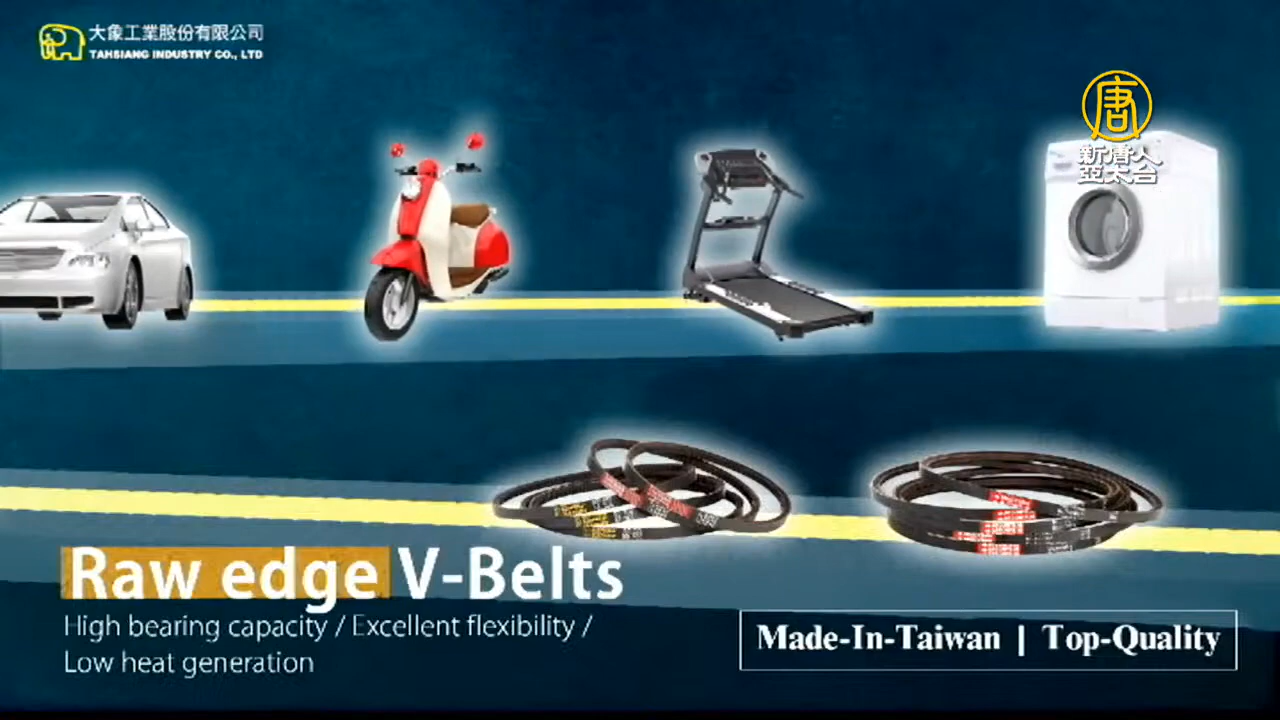 大象工業股份有限公司
TAHSIANG INDUSTRY CO., LTD
唐
新唐人
亞太台
Raw edge V-Belts
High bearing capacity / Excellent flexibility /
Low heat generation
Made-In-Taiwan | Top-Quality